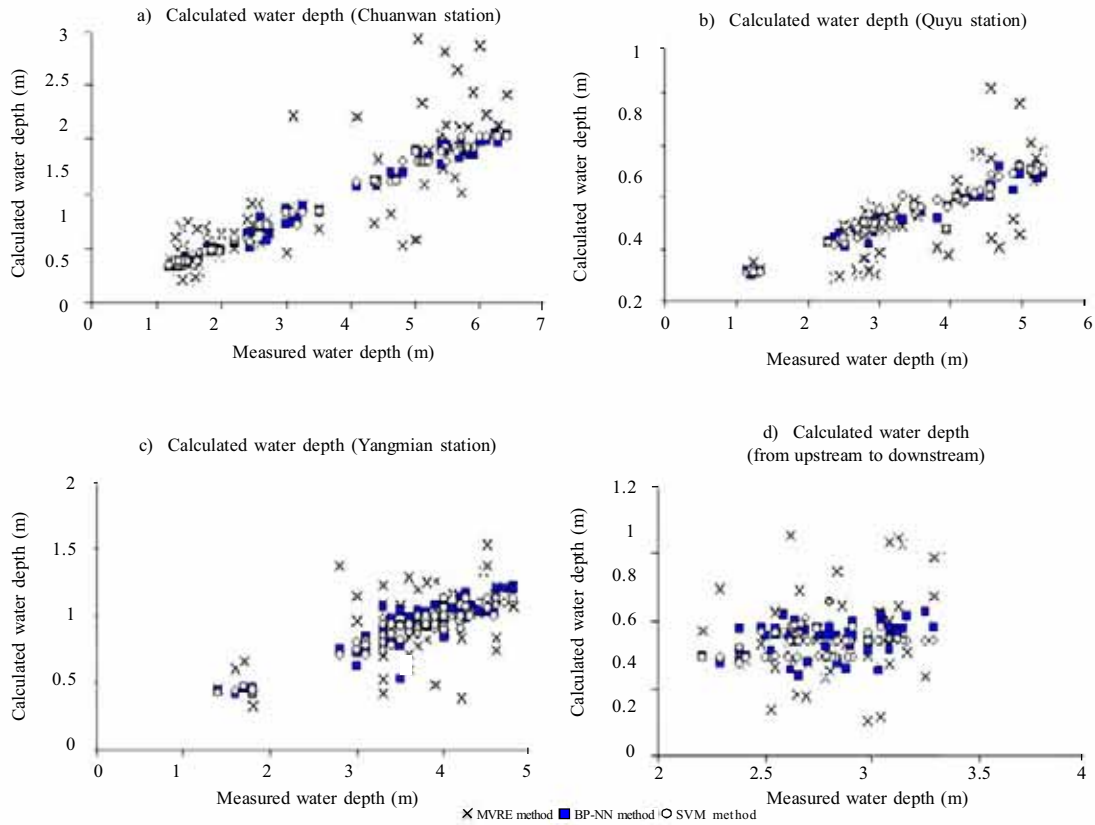 a) Calculated water depth (Chuanwan station)
Calculated water depth (m)
3
2.5
2
1.5
1
0.5
0
0 1 2 3 4 5 6 7
Measured water depth (m)
b) Calculated water depth (Quyu station)
Calculated water depth (m)
1
0.8
0.6
0.4
0.2
0 1 2 3 4 5 6
Measured water depth (m)
c) Calculated water depth (Yangmian station)
Calculated water depth (m)
2
1.5
1
0.5
0
0 1 2 3 4 5
Measured water depth (m)
d) Calculated water depth
(from upstream to downstream)
Calculated water depth (m)
1.2
1
0.8
0.6
0.4
0.2
0
2 2.5 3 3.5 4
Measured water depth (m)
MVRE method BP-NN method SVM method